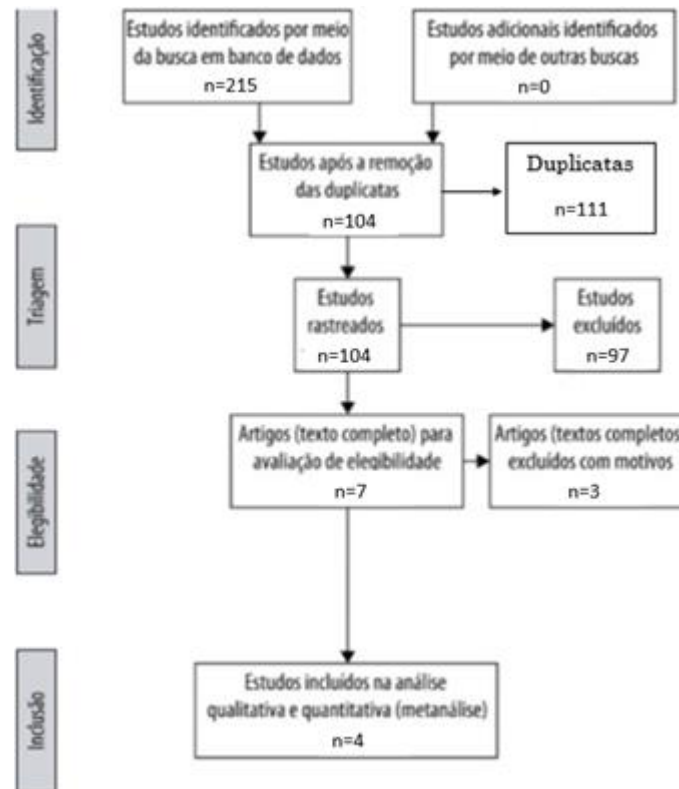 Identificação
Estudos identificados por meio
da busca em banco de dados
n=215
Estudos adicionais identificados
por meio de outras buscas
n=0
Estudos após a remoção
das duplicatas
n=104
Duplicatas
n=111
Triagem
Estudos
rastreados
n=104
Estudos
excluídos
n=97
Elegibilidade
Artigos (texto completo) para
avaliação de elegibilidade
n=7
Artigos (textos completos
excluídos com motivos
n=3
Inclusão
Estudos incluídos na análise
qualitativa e quantitativa (metanálise)
n=4